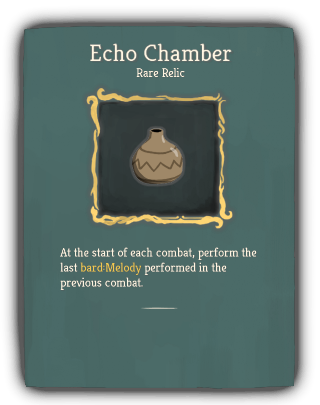 Echo Chamber
Rare Relic
At the start of each combat, perform the
last bard:Melody performed in the
previous combat.